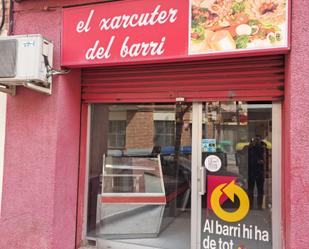 el xarcuter
del barri
Al barri hi ha
de tot